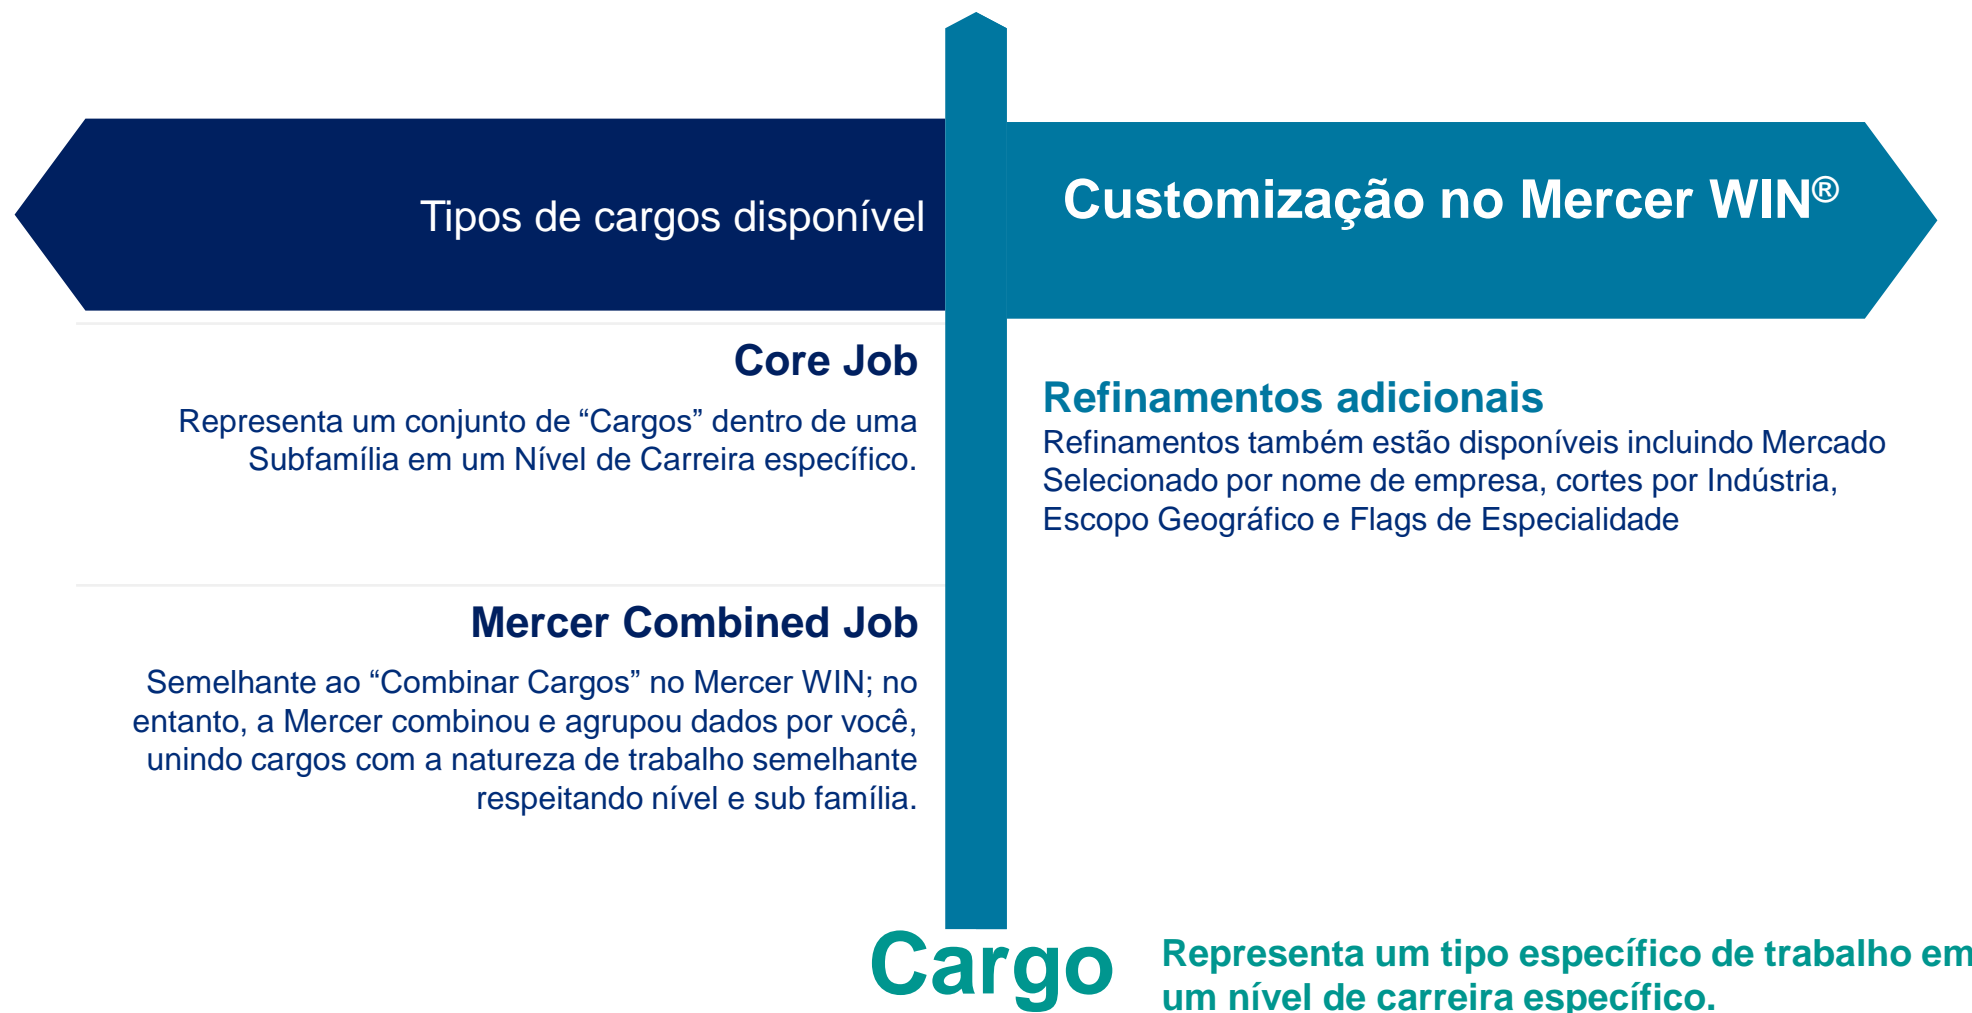 Tipos de cargos disponível
Core Job
Representa um conjunto de “Cargos” dentro de uma
Subfamília em um Nível de Carreira específico.
Mercer Combined Job
Semelhante ao “Combinar Cargos” no Mercer WIN; no
entanto, a Mercer combinou e agrupou dados por você,
unindo cargos com a natureza de trabalho semelhante
respeitando nível e sub família.
Customização no Mercer WIN®
Refinamentos adicionais
Refinamentos também estão disponíveis incluindo Mercado
Selecionado por nome de empresa, cortes por Indústria,
Escopo Geográfico e Flags de Especialidade
Cargo
Representa um tipo específico de trabalho em
um nível de carreira específico.